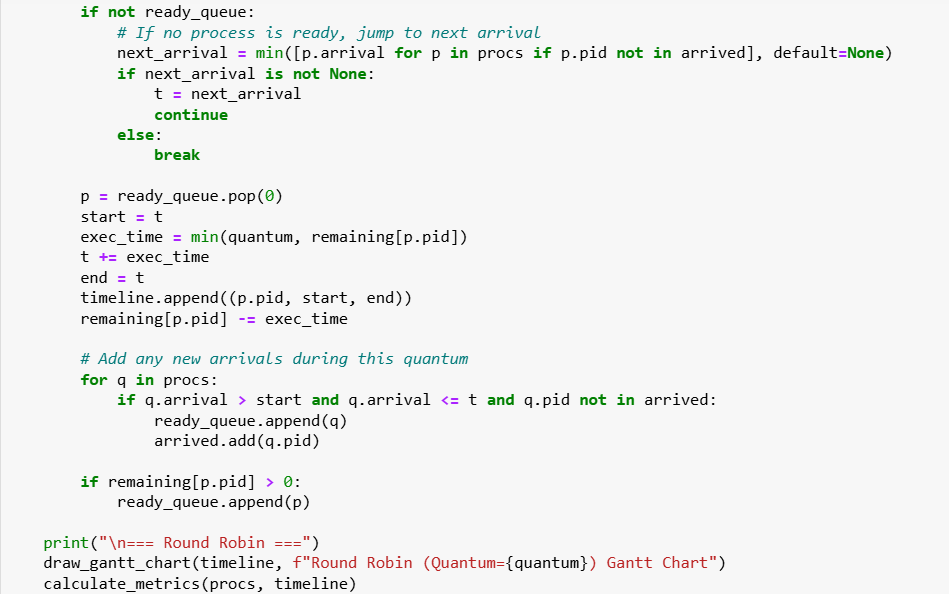 if not ready_queue:
        # If no process is ready, jump to next arrival
        next_arrival = min([p.arrival for p in procs if p.pid not in arrived], default=None)
        if next_arrival is not None:
            t = next_arrival
            continue
        else:
            break

    p = ready_queue.pop(0)
    start = t
    exec_time = min(quantum, remaining[p.pid])
    t += exec_time
    end = t
    timeline.append((p.pid, start, end))
    remaining[p.pid] -= exec_time

    # Add any new arrivals during this quantum
    for q in procs:
        if q.arrival > start and q.arrival <= t and q.pid not in arrived:
            ready_queue.append(q)
            arrived.add(q.pid)

    if remaining[p.pid] > 0:
        ready_queue.append(p)

print("\n=== Round Robin ===")
draw_gantt_chart(timeline, f"Round Robin (Quantum={quantum}) Gantt Chart")
calculate_metrics(procs, timeline)